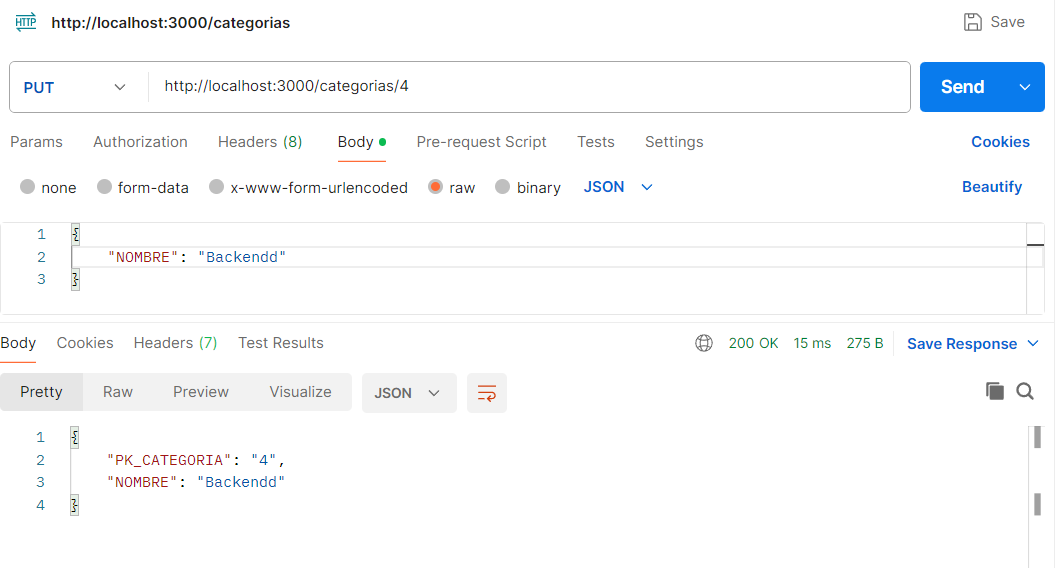 HTTP http://localhost:3000/categorias Save
PUT http://localhost:3000/categorias/4 Send
Params Authorization Headers (8) Body Pre-request Script Tests Settings Cookies
none form-data x-www-form-urlencoded raw binary JSON Beautify
1 {
2 "NOMBRE": "Backendd"
3 }
Body Cookies Headers (7) Test Results 200 OK 15 ms 275 B Save Response
Pretty Raw Preview Visualize JSON
1 {
2 "PK_CATEGORIA": "4",
3 "NOMBRE": "Backendd"
4 }